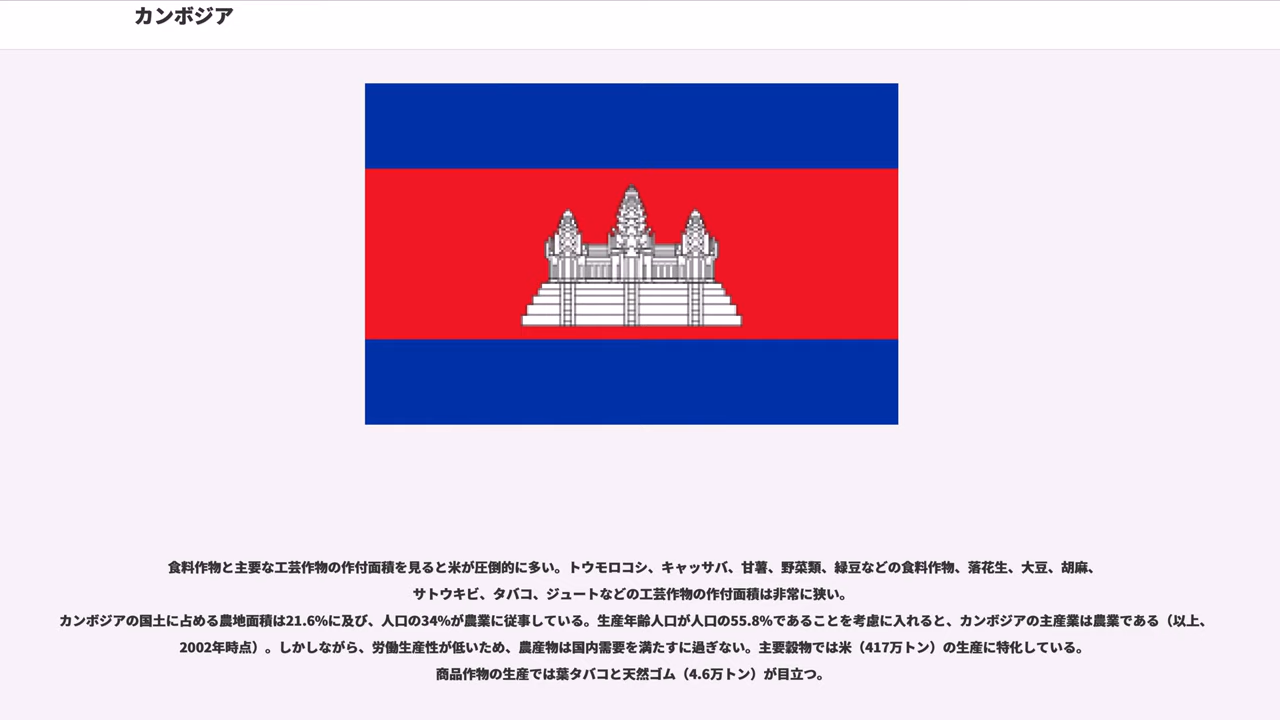 カンボジア
食料作物と主要な工芸作物の作付面積を見ると米が圧倒的に多い。トウモロコシ、キャッサバ、甘薯、野菜類、緑豆などの食料作物、落花生、大豆、胡麻、
サトウキビ、タバコ、ジュートなどの工芸作物の作付面積は非常に狭い。
カンボジアの国土に占める農地面積は21.6%に及び、人口の34%が農業に従事している。生産年齢人口が人口の55.8%であることを考慮に入れると、カンボジアの主産業は農業である（以上、
2002年時点）。しかしながら、労働生産性が低いため、農産物は国内需要を満たすに過ぎない。主要穀物では米（417万トン）の生産に特化している。
商品作物の生産では葉タバコと天然ゴム（4.6万トン）が目立つ。